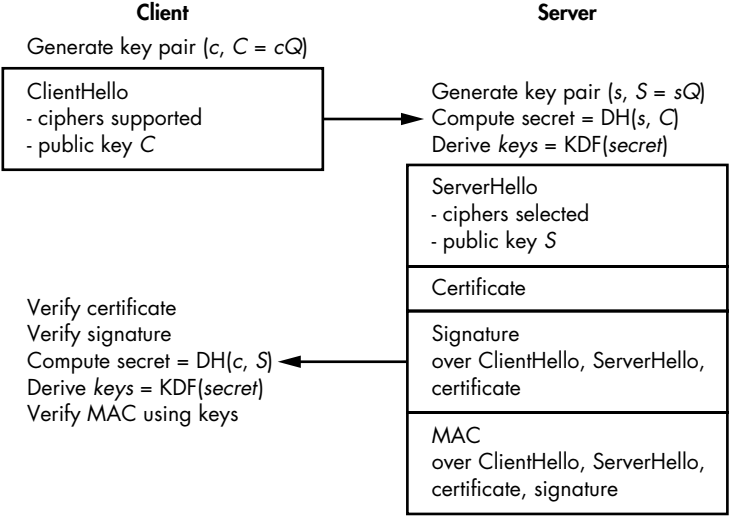 Client
Server
Generate key pair (c, C = cQ)
ClientHello
- ciphers supported
- public key C
Generate key pair (s, S = sQ)
Compute secret = DH(s, C)
Derive keys = KDF(secret)
ServerHello
- ciphers selected
- public key S
Certificate
Signature
over ClientHello, ServerHello,
certificate
MAC
over ClientHello, ServerHello,
certificate, signature
Verify certificate
Verify signature
Compute secret = DH(c, S)
Derive keys = KDF(secret)
Verify MAC using keys